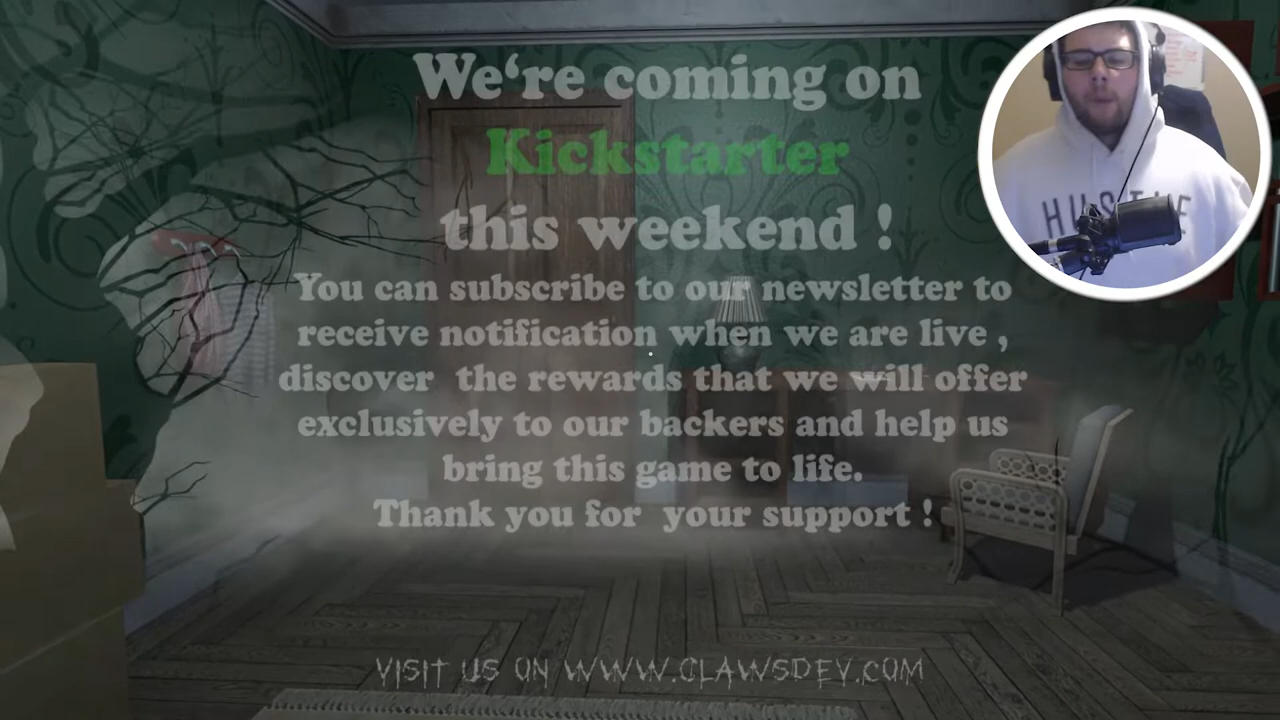 We‘re coming on
Kickstarter
this weekend !
You can subscribe to our newsletter to
receive notification when we are live ,
discover the rewards that we will offer
exclusively to our backers and help us
bring this game to life.
Thank you for your support !
VISIT US ON WWW.CLAWSDEV.COM